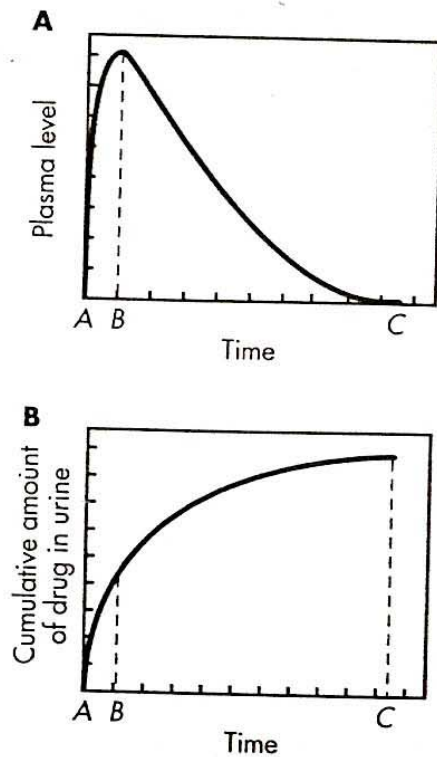 A
Plasma level
A B C
Time
B
Cumulative amount
of drug in urine
A B C
Time